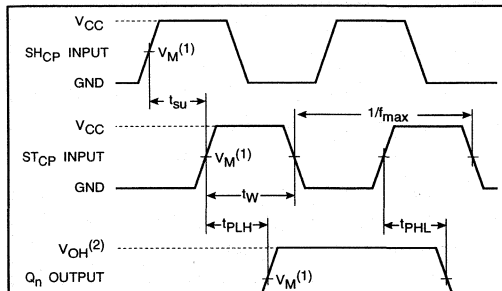 VCC
SHCP INPUT
VM(1)
GND
tsu
1/fmax
VCC
STCP INPUT
VM(1)
GND
tW
tPLH
tPHL
VOH(2)
Qn OUTPUT
VM(1)